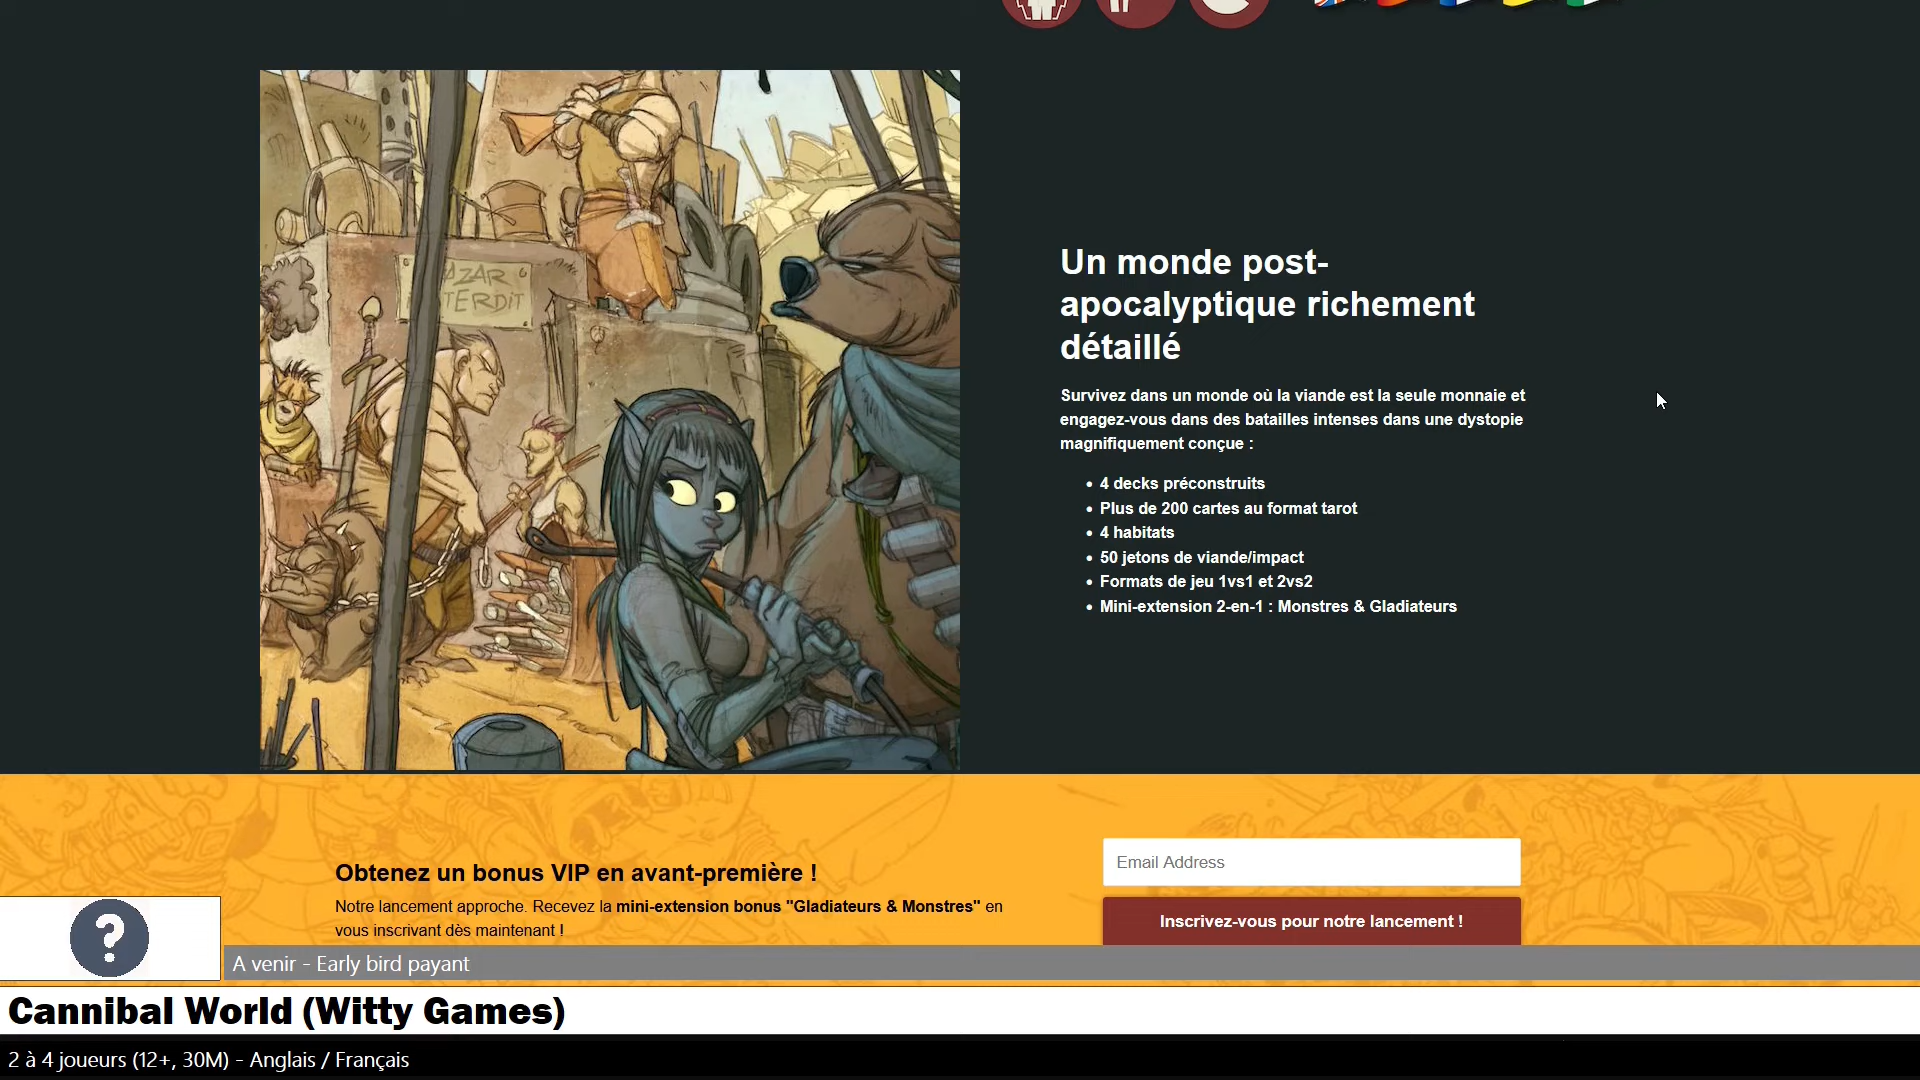 AZAR
TERDIT
Un monde post-
apocalyptique richement
détaillé
Survivez dans un monde où la viande est la seule monnaie et
engagez-vous dans des batailles intenses dans une dystopie
magnifiquement conçue :
• 4 decks préconstruits
• Plus de 200 cartes au format tarot
• 4 habitats
• 50 jetons de viande/impact
• Formats de jeu 1vs1 et 2vs2
• Mini-extension 2-en-1 : Monstres & Gladiateurs
Obtenez un bonus VIP en avant-première !
Notre lancement approche. Recevez la mini-extension bonus "Gladiateurs & Monstres" en
vous inscrivant dès maintenant !
Email Address
Inscrivez-vous pour notre lancement !
?
A venir - Early bird payant
Cannibal World (Witty Games)
2 à 4 joueurs (12+, 30M) - Anglais / Français